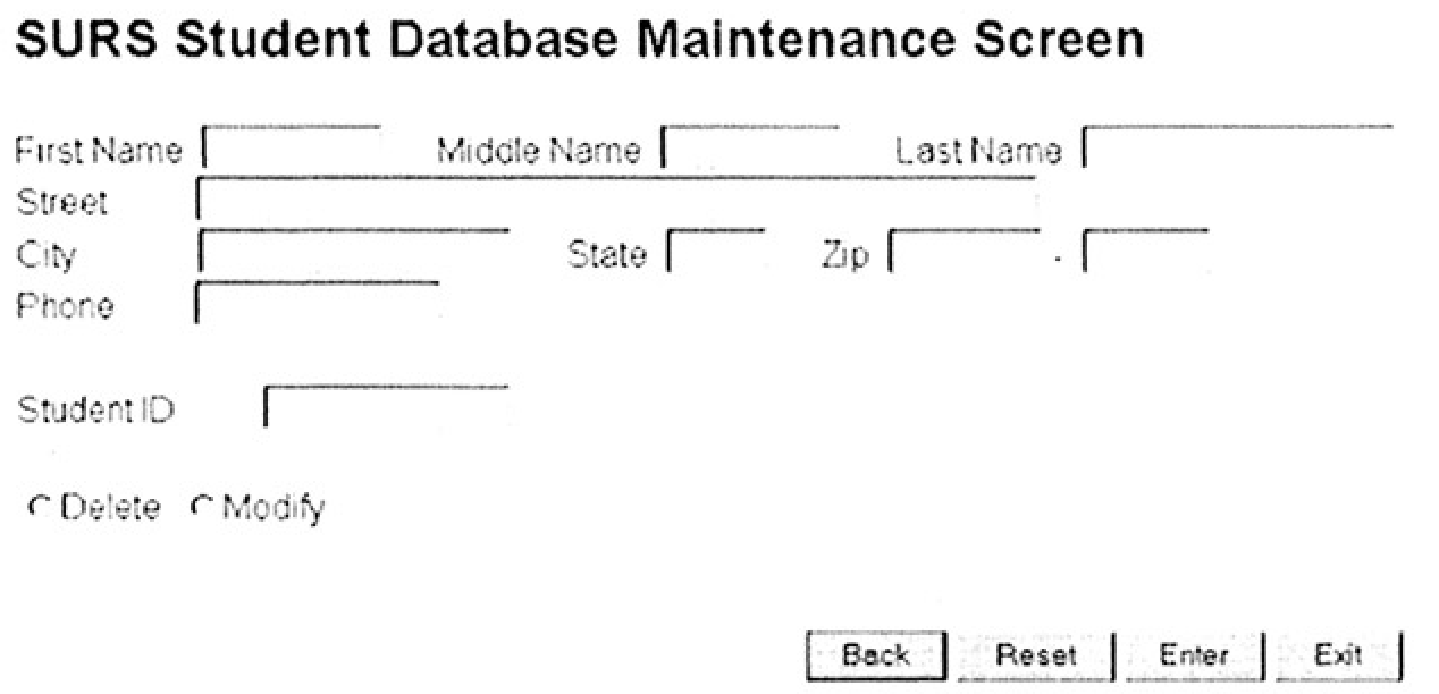 SURS Student Database Maintenance Screen
First Name Middle Name Last Name
Street
City State Zip -
Phone
Student ID
Delete Modify
Back Reset Enter Exit